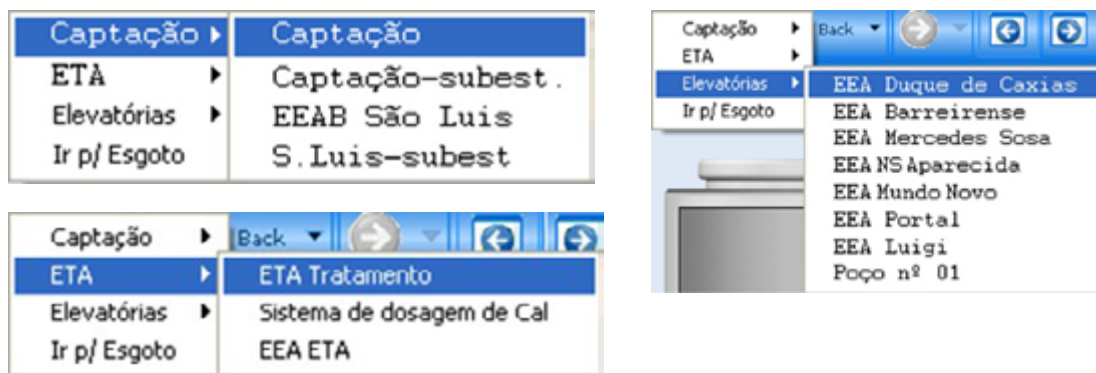 Captação
ETA
Elevatórias
Ir p/ Esgoto
Captação
Captação-subest.
EEAB São Luis
S.Luis-subest
Captação
ETA
Elevatórias
Ir p/ Esgoto
Back
ETA Tratamento
Sistema de dosagem de Cal
EEA ETA
Captação
ETA
Elevatórias
Ir p/ Esgoto
Back
EEA Duque de Caxias
EEA Barreirense
EEA Mercedes Sosa
EEA NS Aparecida
EEA Mundo Novo
EEA Portal
EEA Luigi
Poço nº 01